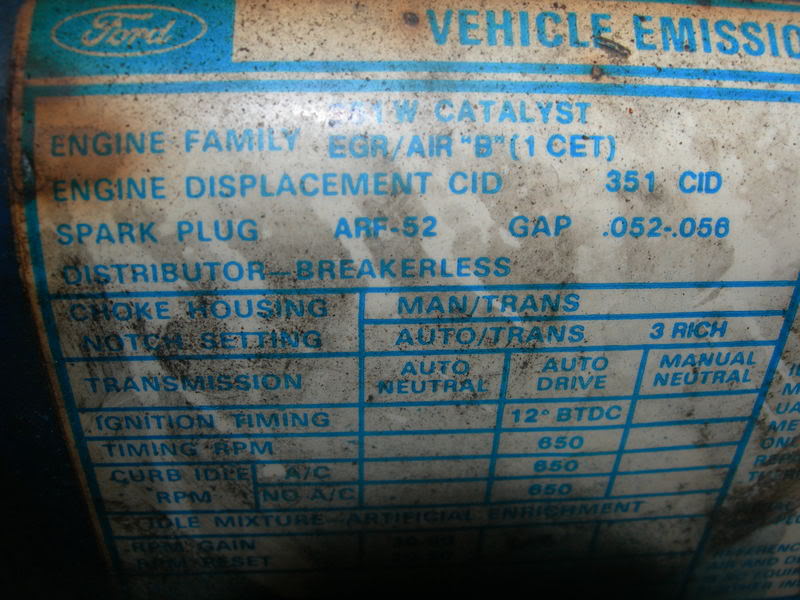 Ford
VEHICLE EMISSIO
W CATALYST
ENGINE FAMILY EGR/AIR "B" (1 CET)
ENGINE DISPLACEMENT CID 351 CID
SPARK PLUG ARF-52 GAP .052-.056
DISTRIBUTOR—BREAKERLESS
CHOKE HOUSING MAN/TRANS
NOTCH SETTING AUTO/TRANS. 3 RICH
TRANSMISSION AUTO NEUTRAL AUTO DRIVE MANUAL NEUTRAL
IGNITION TIMING 12° BTDC
TIMING RPM 650
CURB IDLE A/C 650
RPM NO A/C 650
IDLE MIXTURE—ARTIFICIAL ENRICHMENT
RPM GAIN
RPM RESET